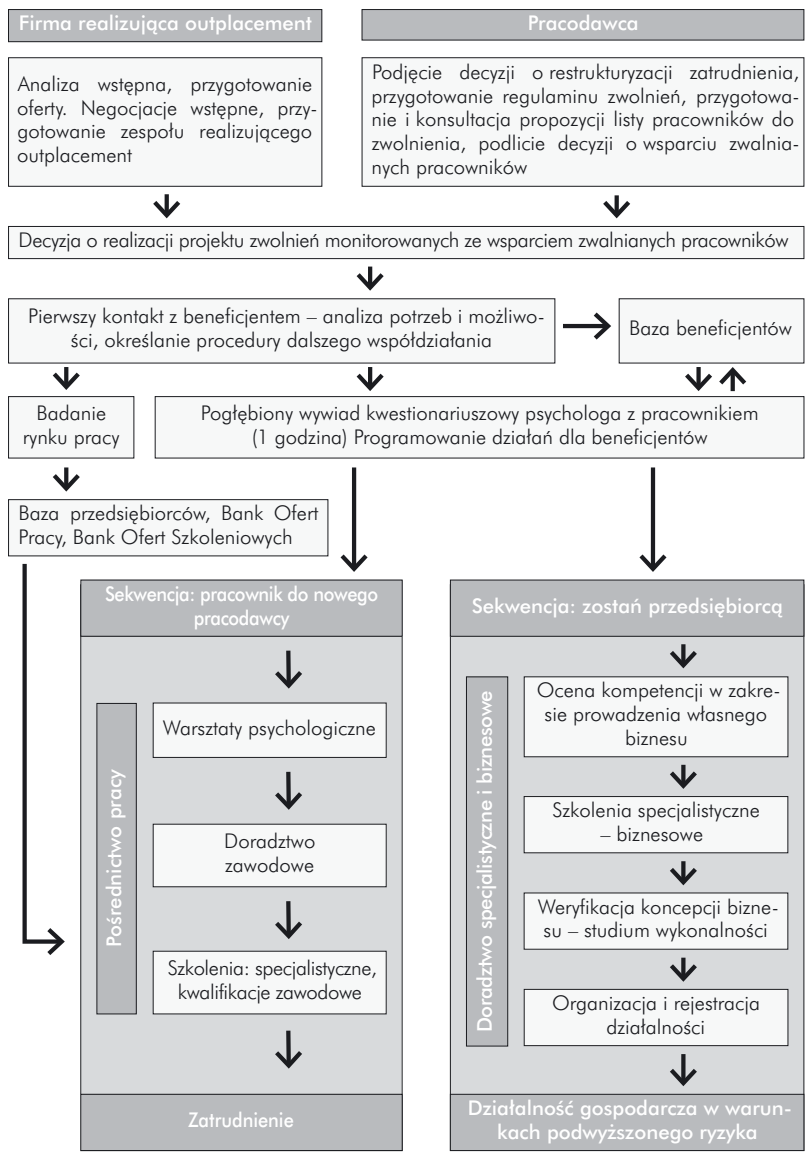 Firma realizująca outplacement
Pracodawca
Analiza wstępna, przygotowanie
oferty. Negocjacje wstępne, przy-
gotowanie zespołu realizującego
outplacement
Podjęcie decyzji o restrukturyzacji zatrudnienia,
przygotowanie regulaminu zwolnień, przygotowa-
nie i konsultacja propozycji listy pracowników do
zwolnienia, podlicie decyzji o wsparciu zwalnia-
nych pracowników
Decyzja o realizacji projektu zwolnień monitorowanych ze wsparciem zwalnianych pracowników
Pierwszy kontakt z beneficjentem – analiza potrzeb i możliwo-
ści, określanie procedury dalszego współdziałania
Baza beneficjentów
Badanie
rynku pracy
Pogłębiony wywiad kwestionariuszowy psychologa z pracownikiem
(1 godzina) Programowanie działań dla beneficjentów
Baza przedsiębiorców, Bank Ofert
Pracy, Bank Ofert Szkoleniowych
Sekwencja: pracownik do nowego
pracodawcy
Pośrednictwo pracy
Warsztaty psychologiczne
Doradztwo
zawodowe
Szkolenia: specjalistyczne,
kwalifikacje zawodowe
Zatrudnienie
Sekwencja: zostań przedsiębiorcą
Doradztwo specjalistyczne i biznesowe
Ocena kompetencji w zakre-
sie prowadzenia własnego
biznesu
Szkolenia specjalistyczne
– biznesowe
Weryfikacja koncepcji bizne-
su – studium wykonalności
Organizacja i rejestracja
działalności
Działalność gospodarcza w warun-
kach podwyższonego ryzyka